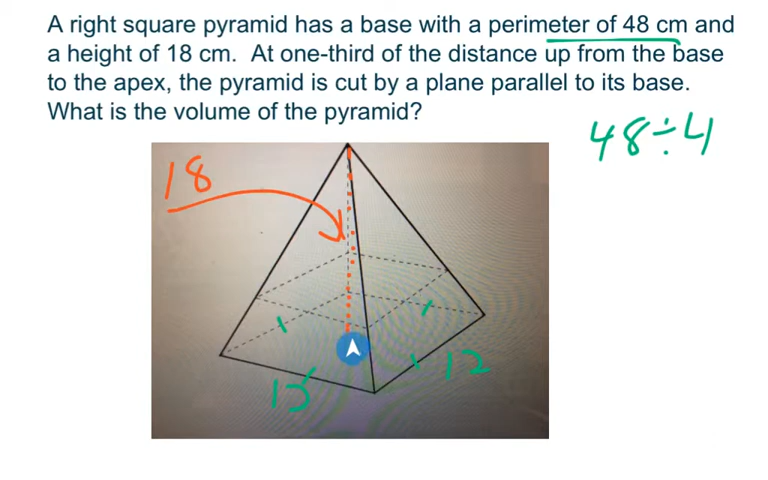 A right square pyramid has a base with a perimeter of 48 cm and
a height of 18 cm. At one-third of the distance up from the base
to the apex, the pyramid is cut by a plane parallel to its base.
What is the volume of the pyramid?
48÷4
18
12